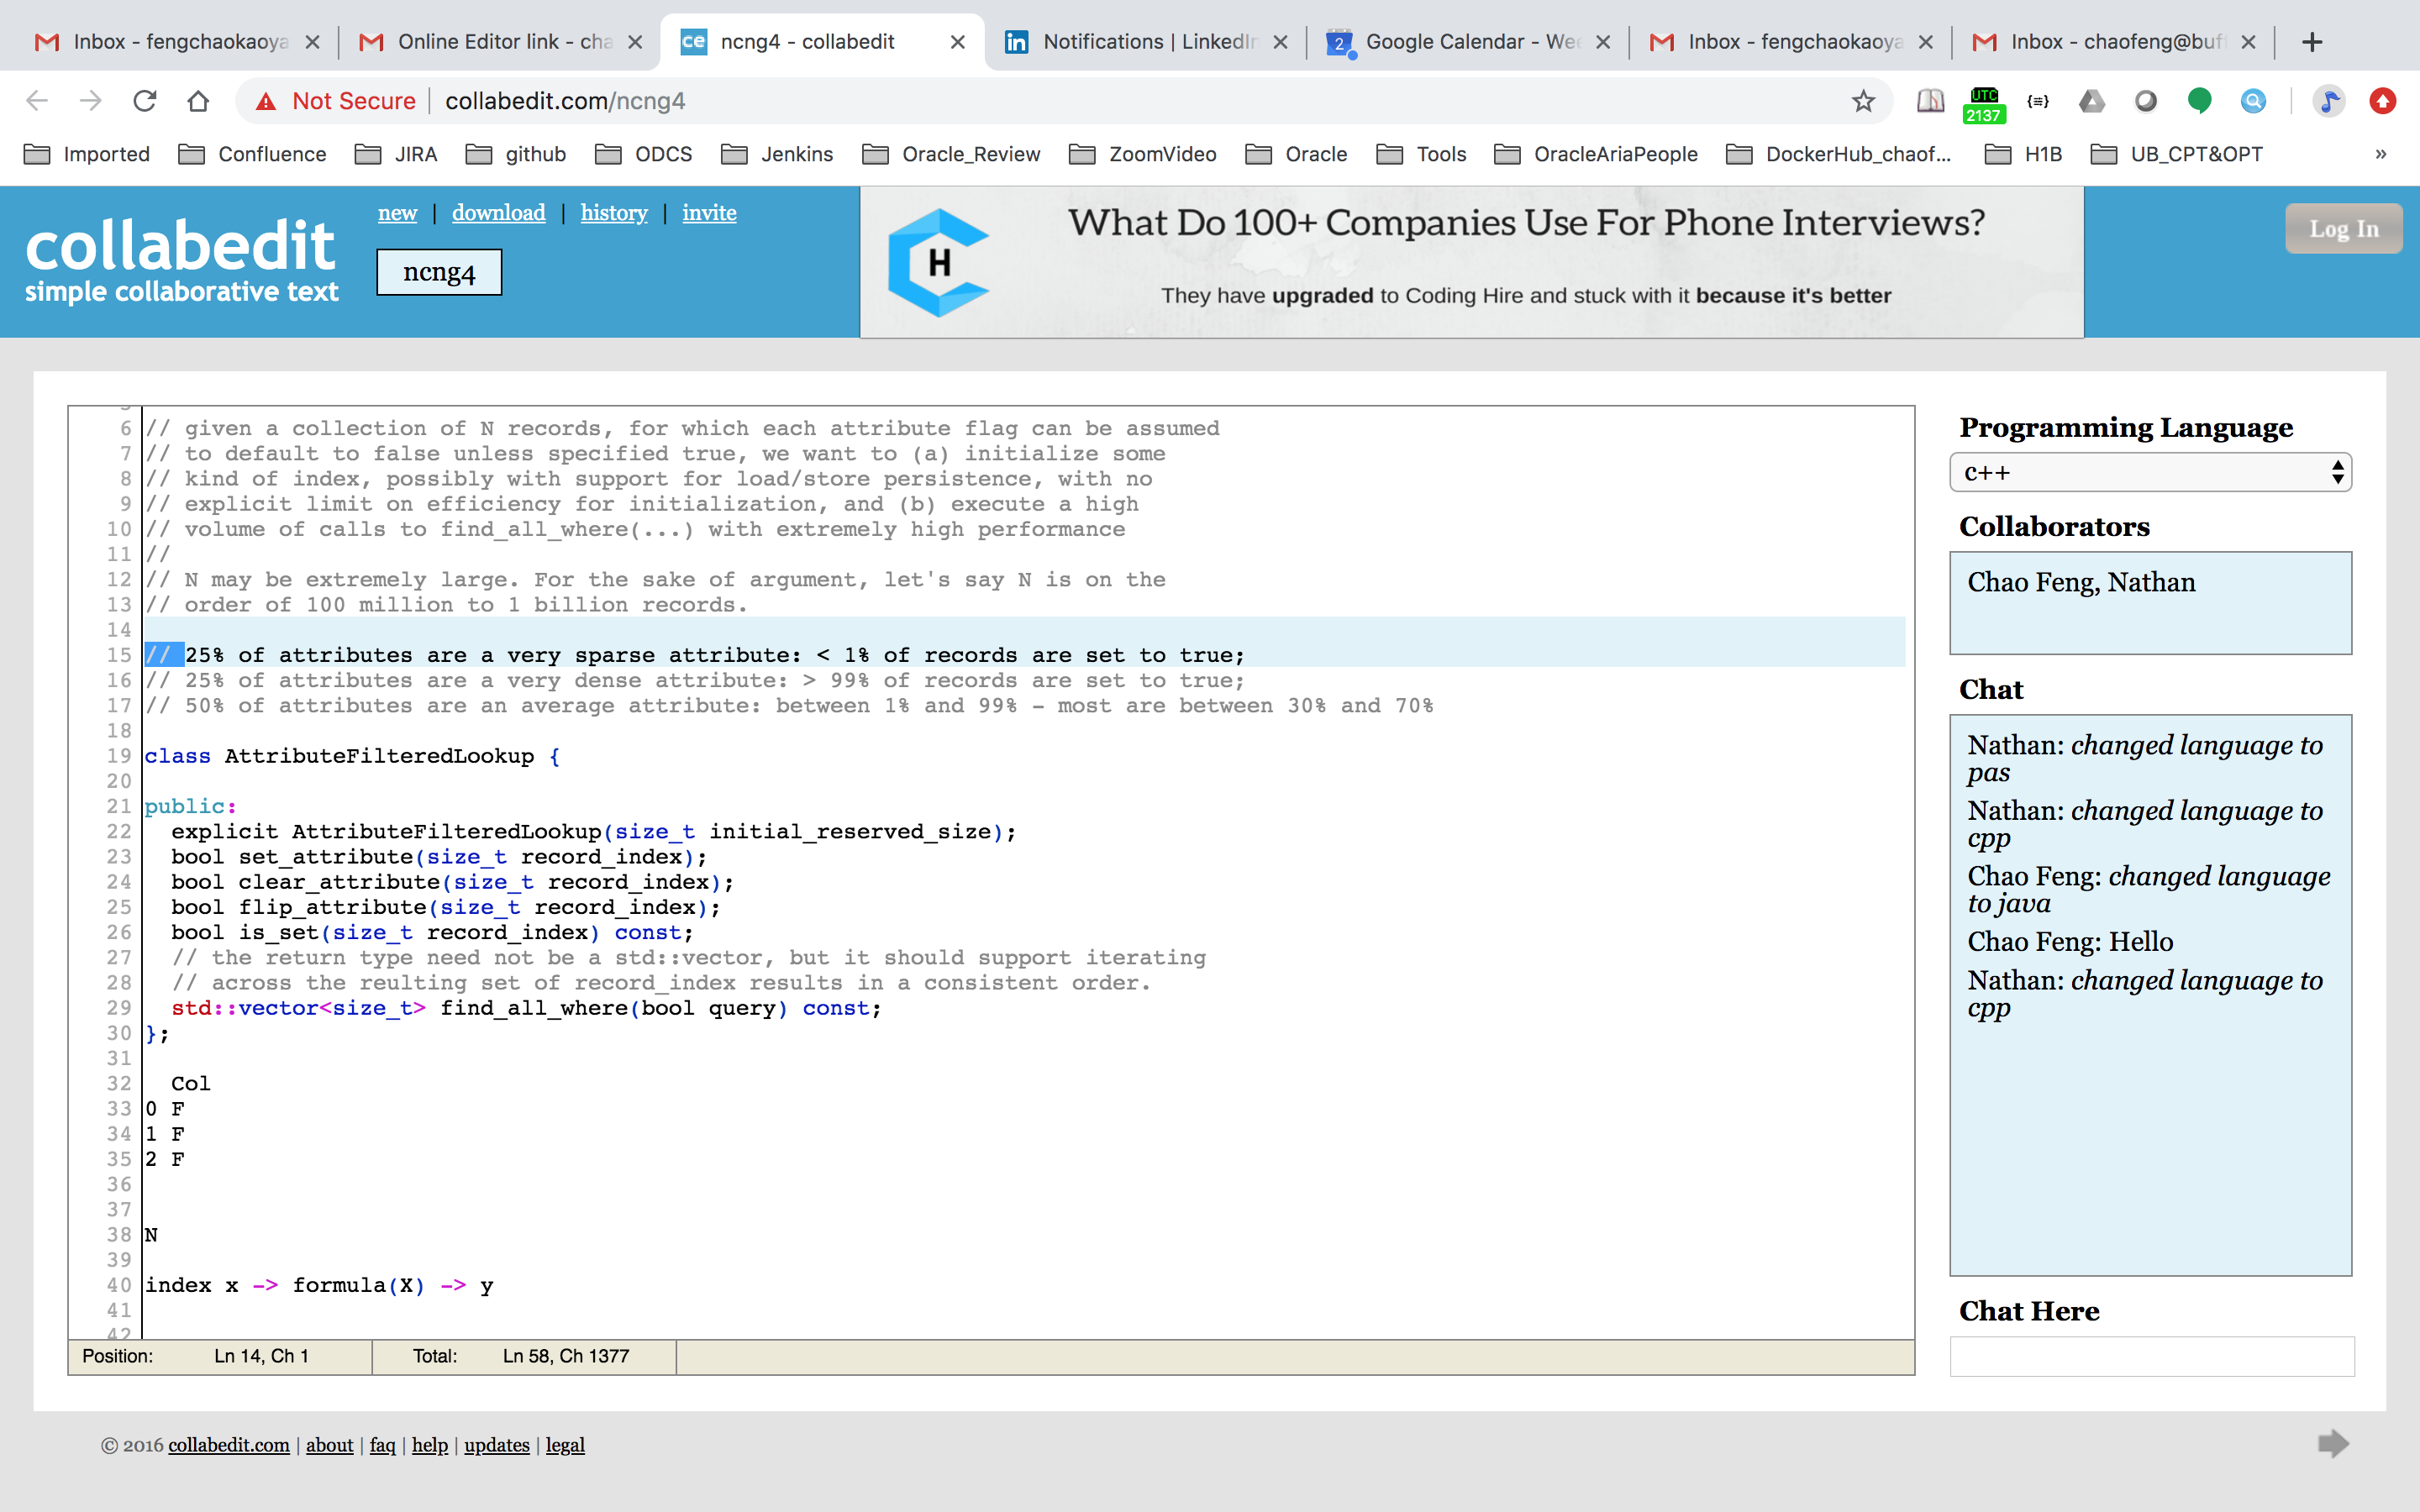 Inbox - fengchaokaoya
Online Editor link - cha
ce ncng4 - collabedit
in Notifications | LinkedIn
2 Google Calendar - Wee
Inbox - fengchaokaoya
Inbox - chaofeng@buf
Not Secure | collabedit.com/ncng4
UTC
2137
Imported
Confluence
JIRA
github
ODCS
Jenkins
Oracle_Review
ZoomVideo
Oracle
Tools
OracleAriaPeople
DockerHub_chaof...
H1B
UB_CPT&OPT
»
collabedit
simple collaborative text
new | download | history | invite
ncng4
H
What Do 100+ Companies Use For Phone Interviews?
They have upgraded to Coding Hire and stuck with it because it's better
Log In
6 // given a collection of N records, for which each attribute flag can be assumed
7 // to default to false unless specified true, we want to (a) initialize some
8 // kind of index, possibly with support for load/store persistence, with no
9 // explicit limit on efficiency for initialization, and (b) execute a high
10 // volume of calls to find_all_where(...) with extremely high performance
11 //
12 // N may be extremely large. For the sake of argument, let's say N is on the
13 // order of 100 million to 1 billion records.
14
15 // 25% of attributes are a very sparse attribute: < 1% of records are set to true;
16 // 25% of attributes are a very dense attribute: > 99% of records are set to true;
17 // 50% of attributes are an average attribute: between 1% and 99% - most are between 30% and 70%
18
19 class AttributeFilteredLookup {
20
21 public:
22 explicit AttributeFilteredLookup(size_t initial_reserved_size);
23 bool set_attribute(size_t record_index);
24 bool clear_attribute(size_t record_index);
25 bool flip_attribute(size_t record_index);
26 bool is_set(size_t record_index) const;
27 // the return type need not be a std::vector, but it should support iterating
28 // across the reulting set of record_index results in a consistent order.
29 std::vector<size_t> find_all_where(bool query) const;
30 };
31
32 Col
33 0 F
34 1 F
35 2 F
36
37
38 N
39
40 index x -> formula(X) -> y
41
42
Position: Ln 14, Ch 1 Total: Ln 58, Ch 1377
Programming Language
c++
Collaborators
Chao Feng, Nathan
Chat
Nathan: changed language to
pas
Nathan: changed language to
cpp
Chao Feng: changed language
to java
Chao Feng: Hello
Nathan: changed language to
cpp
Chat Here
© 2016 collabedit.com | about | faq | help | updates | legal